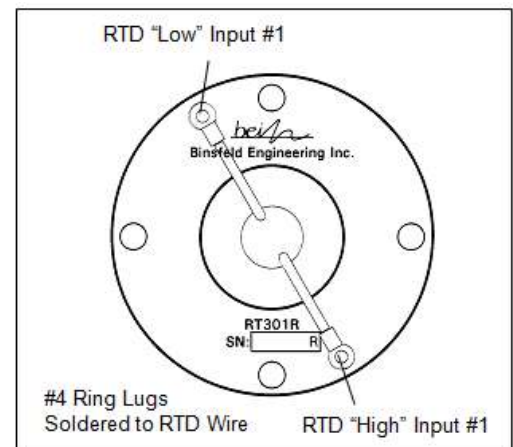 RTD “Low” Input #1
bei
Binsfeld Engineering Inc.
RT301R
SN: R
#4 Ring Lugs
Soldered to RTD Wire
RTD “High” Input #1